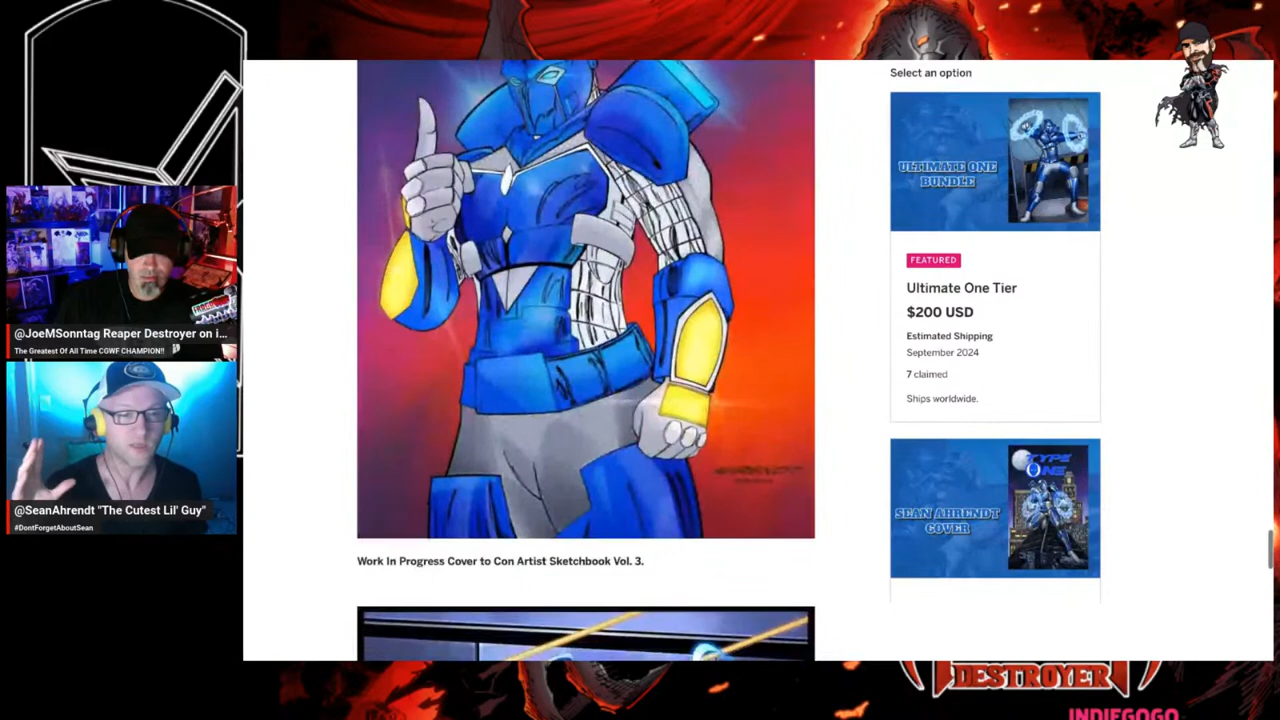 Select an option
ULTIMATE ONE
BUNDLE
FEATURED
Ultimate One Tier
$200 USD
Estimated Shipping
September 2024
7 claimed
Ships worldwide.
TYPE
ONE
SEAN AHRENDT
COVER
Work In Progress Cover to Con Artist Sketchbook Vol. 3.
@JoeMSonntag Reaper Destroyer on i...
The Greatest Of All Time CGWF CHAMPION!!
@SeanAhrendt "The Cutest Lil' Guy"
#DontForgetAboutSean
DESTROYER
INDIEGOGO